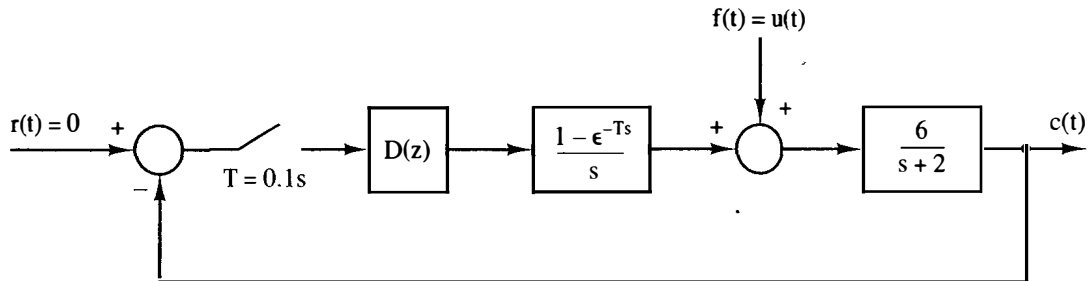 f(t) = u(t)
+
r(t) = 0
+
−
T = 0.1s
D(z)
1 − ϵ^{−Ts}
s
+
6
s + 2
c(t)